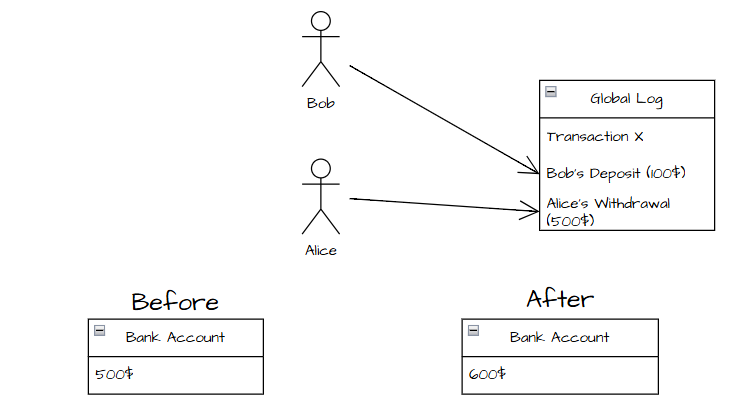 Bob
Global Log
Transaction X
Bob's Deposit (100$)
Alice's Withdrawal
(500$)
Alice
Before
After
Bank Account
500$
Bank Account
600$